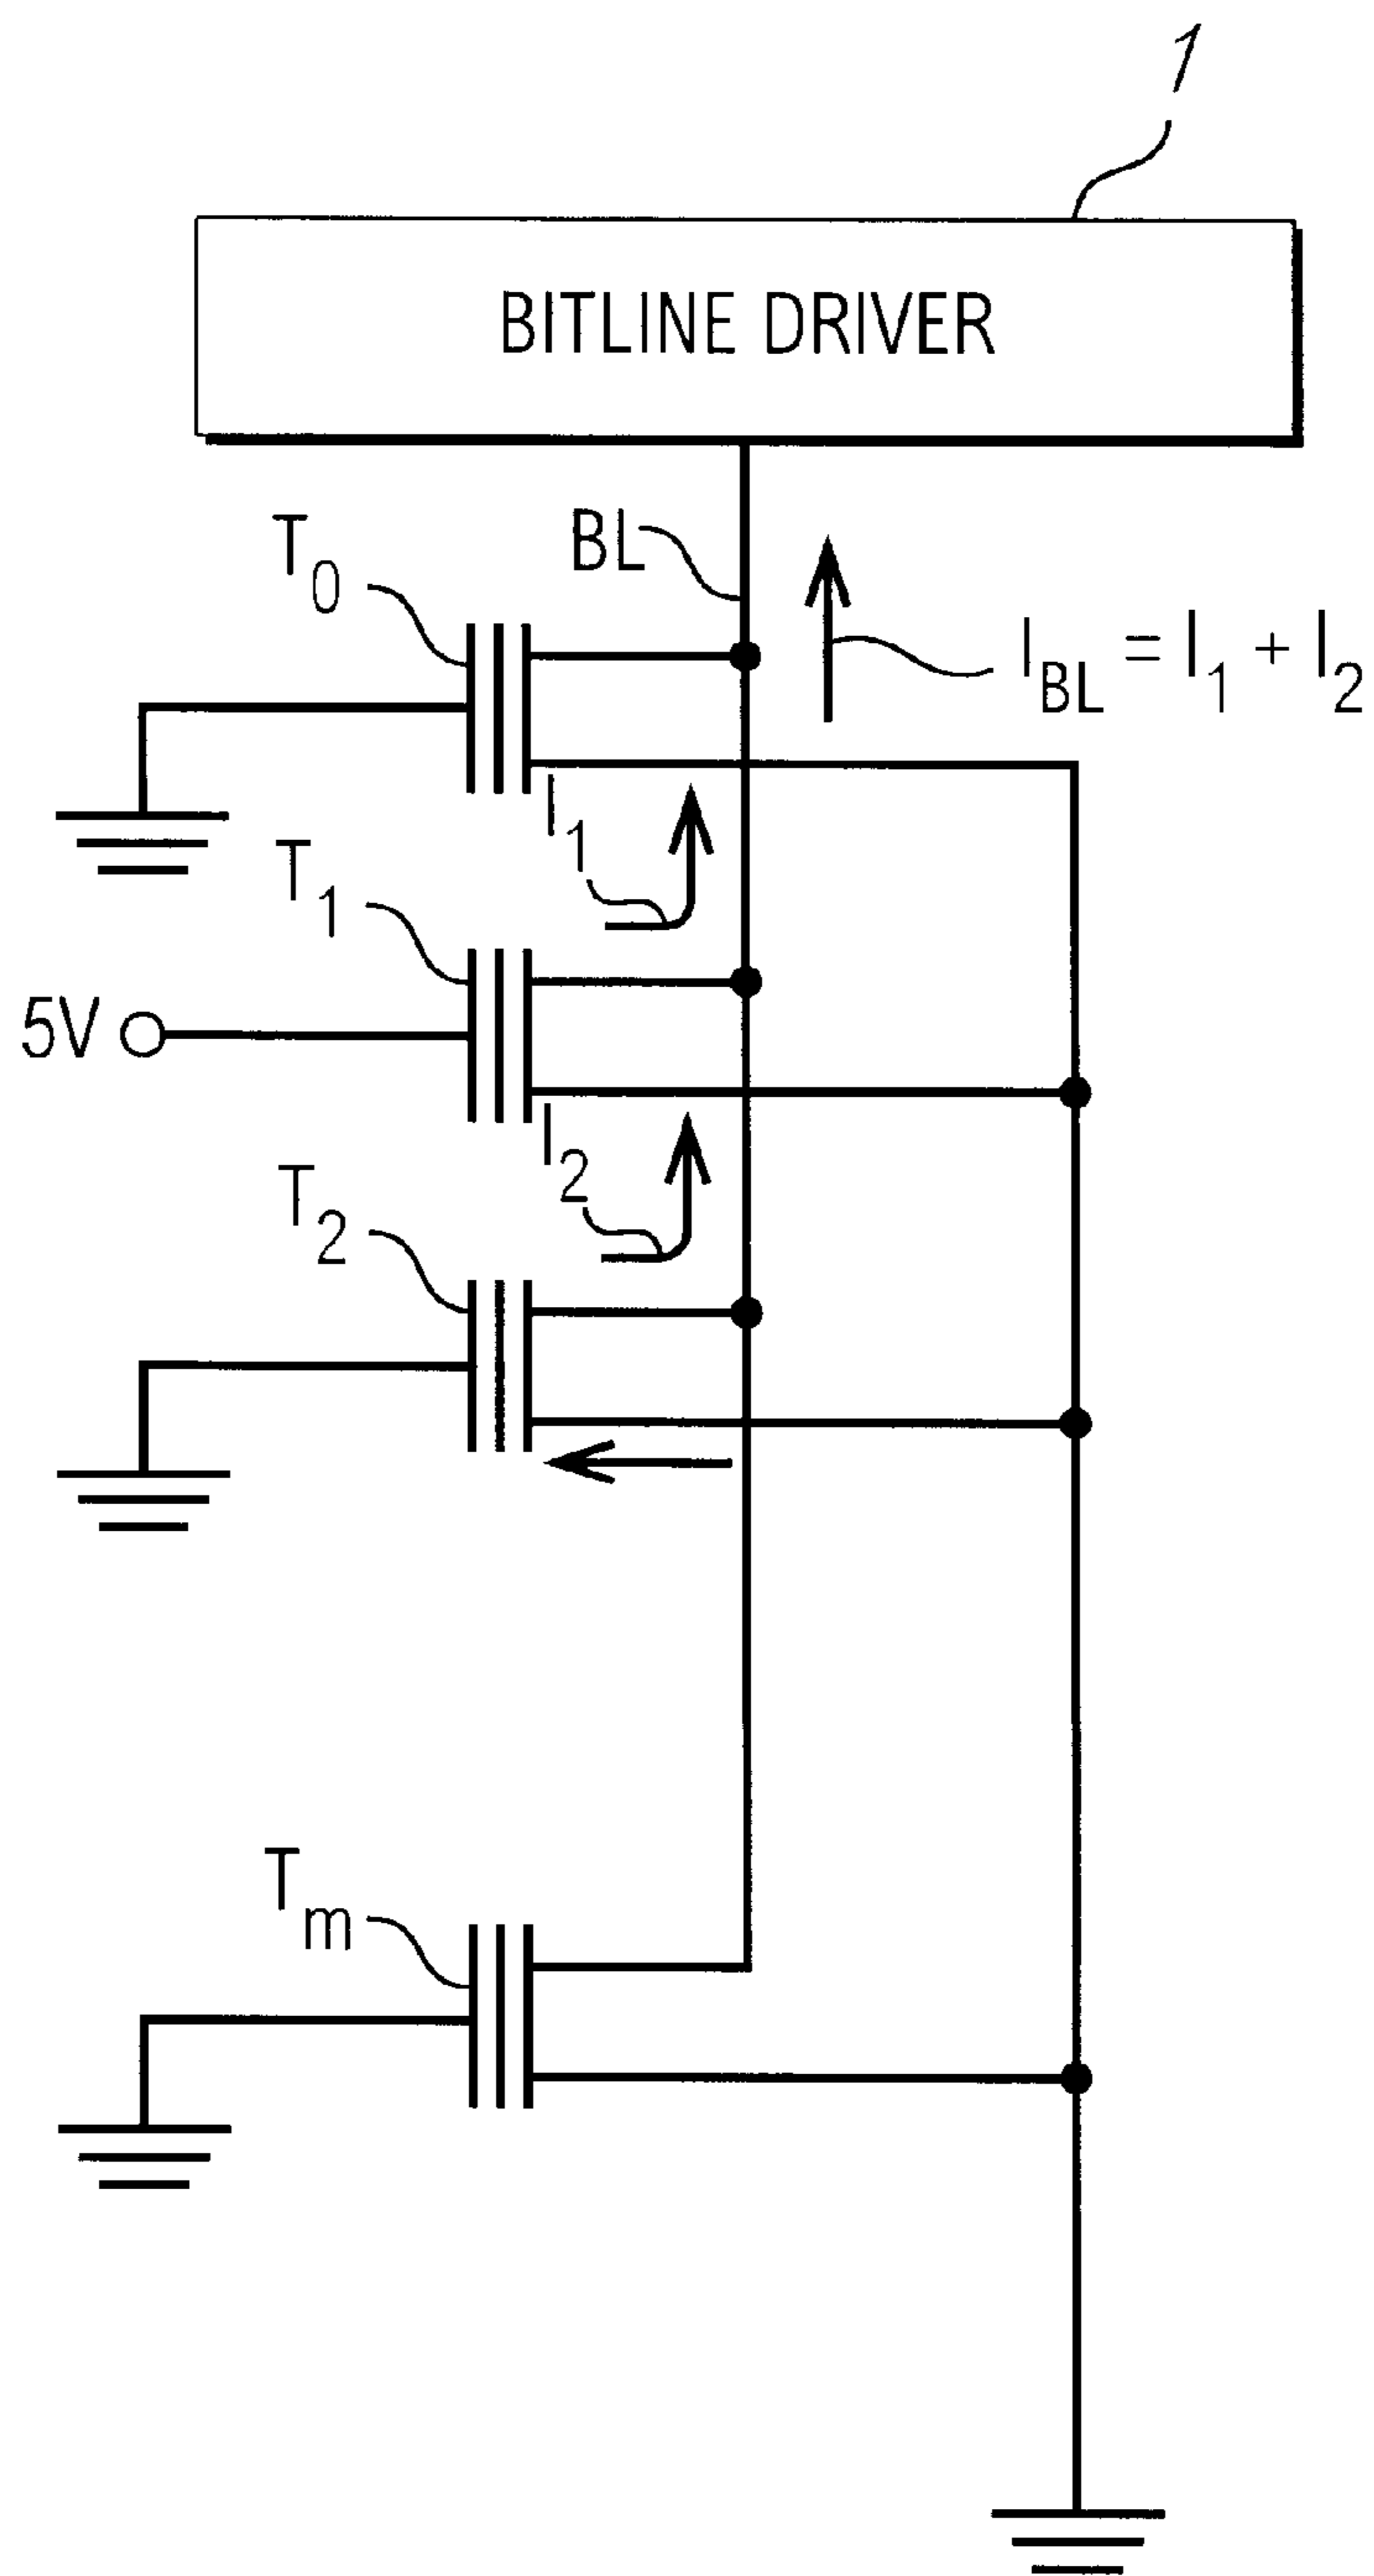 1
BITLINE DRIVER
T0
BL
IBL = I1 + I2
I1
T1
5V
I2
T2
Tm